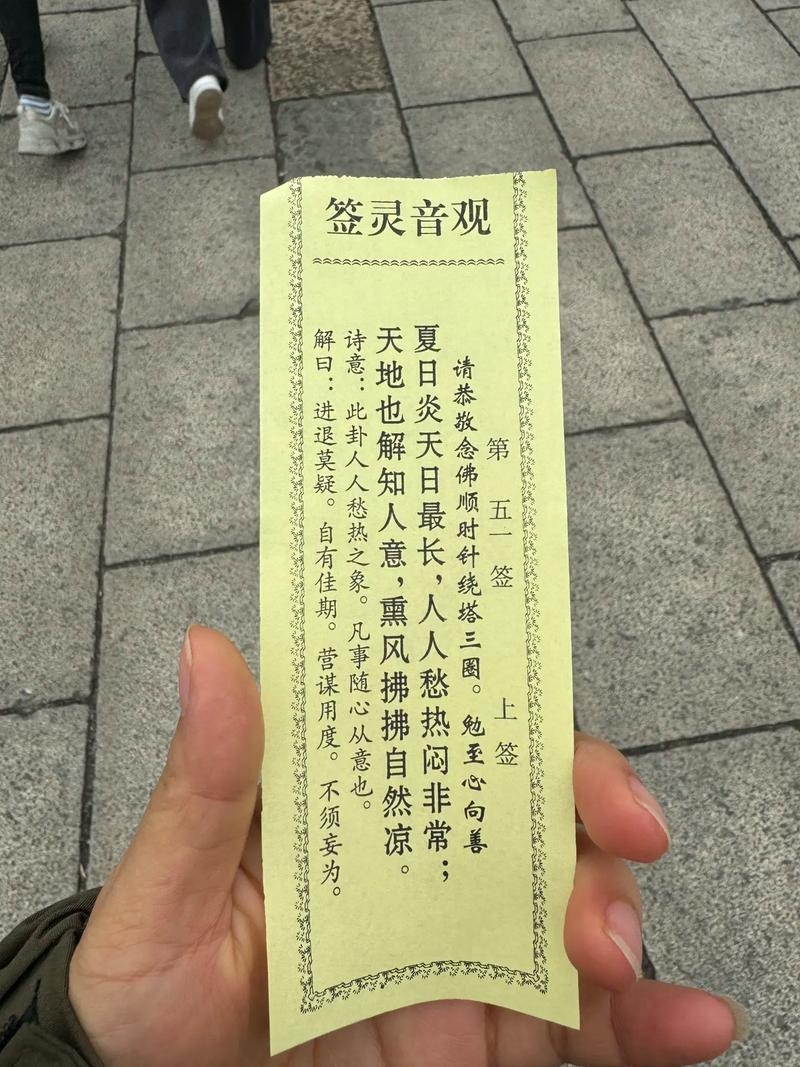 观音灵签
第五一签 上签
请恭敬念佛顺时针绕塔三圈。勉至心向善
夏日炎天日最长，人人愁热闷非常；
天地也解知人意，熏风拂拂自然凉。
诗意：此卦人人愁热之象。凡事随心从意也。
解曰：进退莫疑。自有佳期。营谋用度。不须妄为。